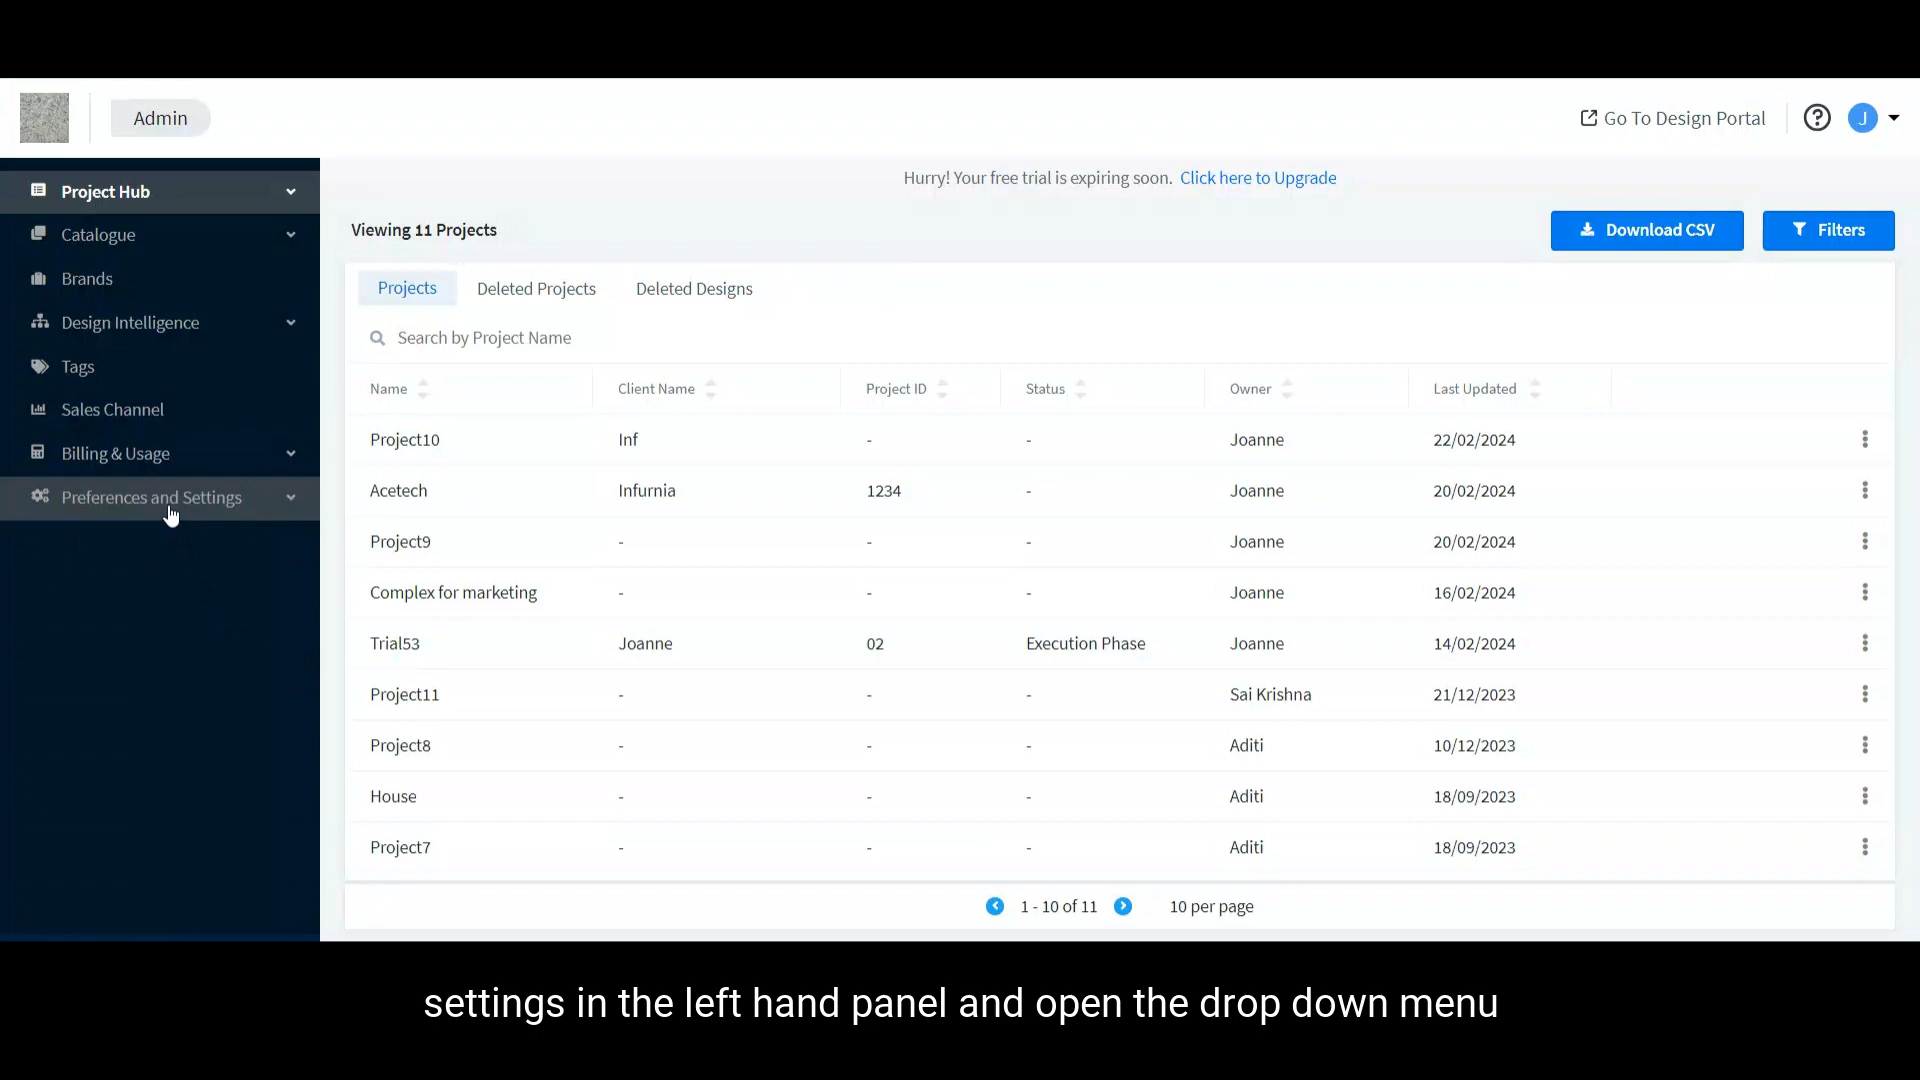 Admin
Go To Design Portal
J
Project Hub
Catalogue
Brands
Design Intelligence
Tags
Sales Channel
Billing & Usage
Preferences and Settings
Hurry! Your free trial is expiring soon. Click here to Upgrade
Viewing 11 Projects
Download CSV
Filters
Projects Deleted Projects Deleted Designs
Search by Project Name
Name Client Name Project ID Status Owner Last Updated
Project10 Inf - - Joanne 22/02/2024
Acetech Infurnia 1234 - Joanne 20/02/2024
Project9 - - - Joanne 20/02/2024
Complex for marketing - - - Joanne 16/02/2024
Trial53 Joanne 02 Execution Phase Joanne 14/02/2024
Project11 - - - Sai Krishna 21/12/2023
Project8 - - - Aditi 10/12/2023
House - - - Aditi 18/09/2023
Project7 - - - Aditi 18/09/2023
1 - 10 of 11 10 per page
settings in the left hand panel and open the drop down menu